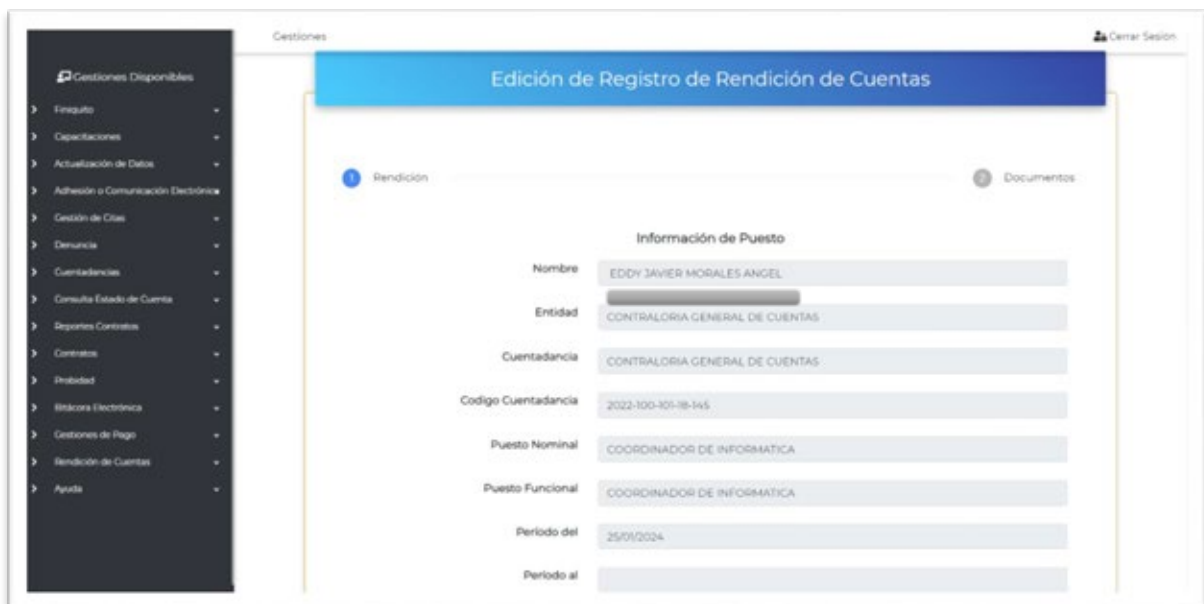 Gestiones
Cerrar Sesion
Gestiones Disponibles
Finiquito
Capacitaciones
Actualización de Datos
Adhesión o Comunicación Electrónica
Gestión de Citas
Denuncia
Cuentadancias
Consulta Estado de Cuenta
Reportes Contratos
Contratos
Probidad
Bitácora Electrónica
Gestiones de Pago
Rendición de Cuentas
Ayuda
Edición de Registro de Rendición de Cuentas
1 Rendición
2 Documentos
Información de Puesto
Nombre EDDY JAVIER MORALES ANGEL
Entidad CONTRALORIA GENERAL DE CUENTAS
Cuentadancia CONTRALORIA GENERAL DE CUENTAS
Codigo Cuentadancia 2022-100-101-18-145
Puesto Nominal COORDINADOR DE INFORMATICA
Puesto Funcional COORDINADOR DE INFORMATICA
Período del 25/01/2024
Período al